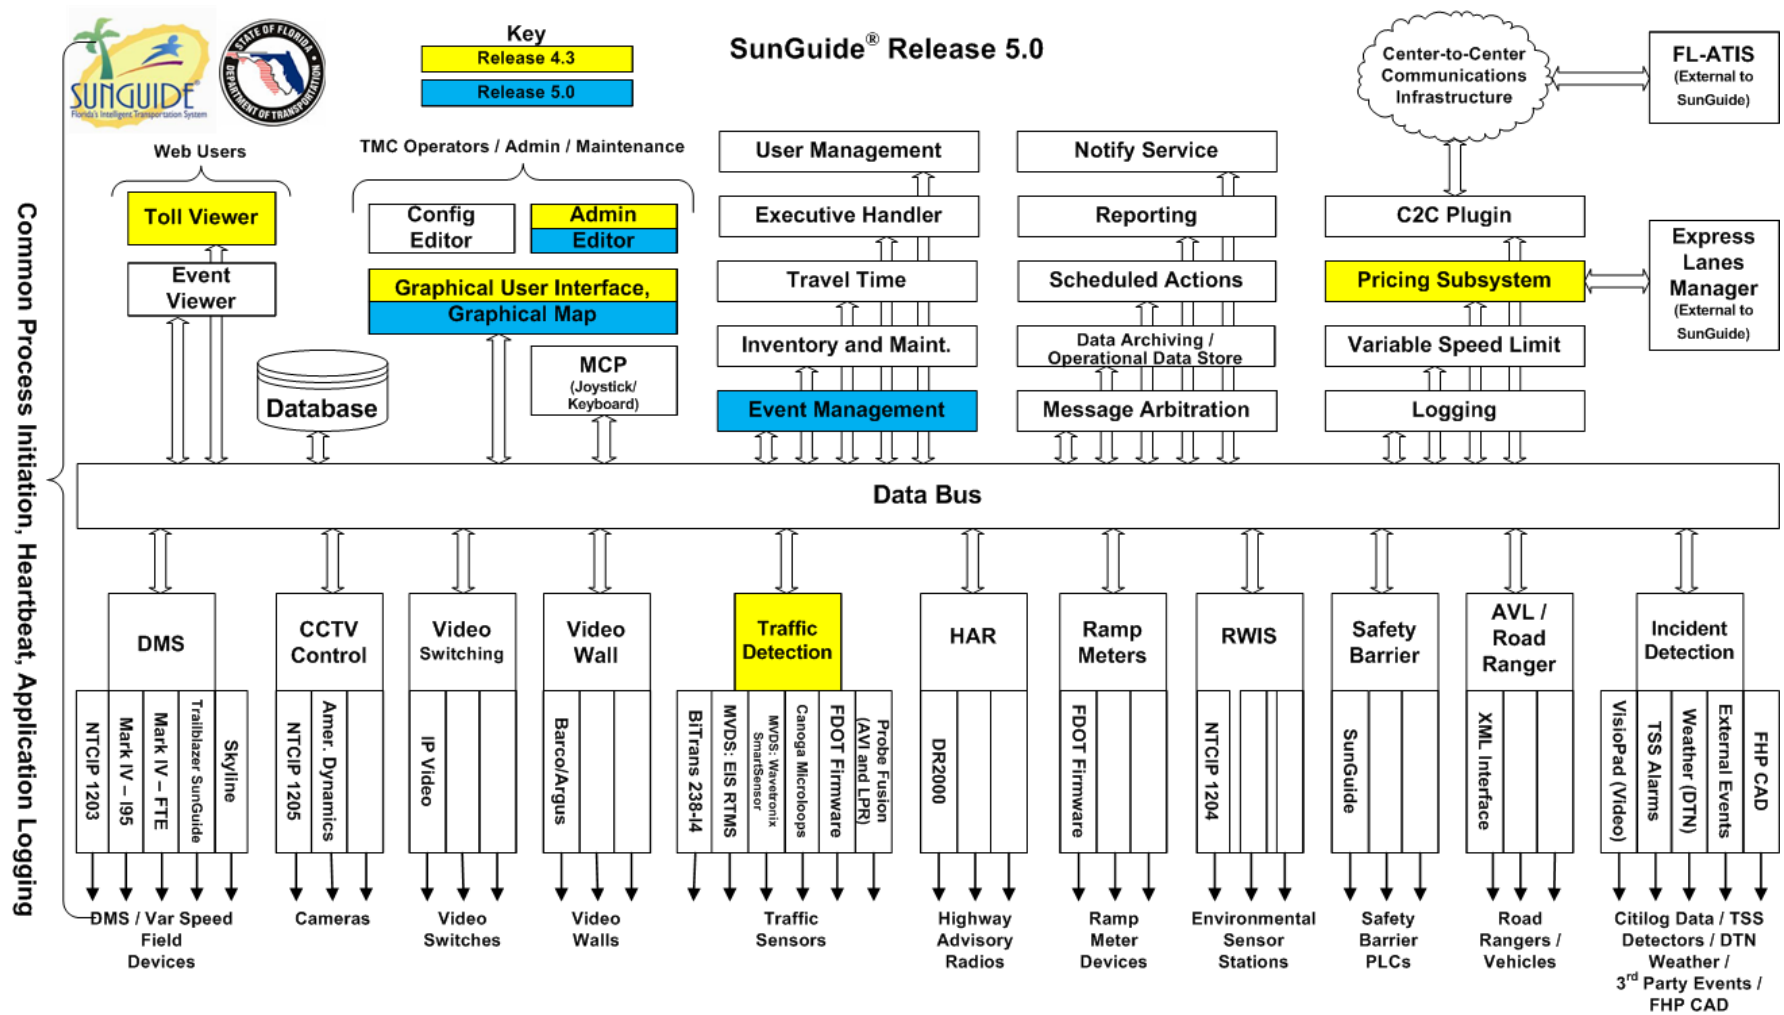 SUNGUIDE®
Florida's Intelligent Transportation System
STATE OF FLORIDA
DEPARTMENT OF TRANSPORTATION
Key
Release 4.3
Release 5.0
SunGuide® Release 5.0
Center-to-Center
Communications
Infrastructure
FL-ATIS
(External to
SunGuide)
Web Users
TMC Operators / Admin / Maintenance
Toll Viewer
Event
Viewer
Config
Editor
Admin
Editor
Graphical User Interface,
Graphical Map
Database
MCP
(Joystick/
Keyboard)
User Management
Executive Handler
Travel Time
Inventory and Maint.
Event Management
Notify Service
Reporting
Scheduled Actions
Data Archiving /
Operational Data Store
Message Arbitration
C2C Plugin
Pricing Subsystem
Variable Speed Limit
Logging
Express
Lanes
Manager
(External to
SunGuide)
Common Process Initiation, Heartbeat, Application Logging
Data Bus
DMS
NTCIP 1203
Mark IV – I95
Mark IV – FTE
Trailblazer SunGuide
Skyline
DMS / Var Speed
Field
Devices
CCTV
Control
NTCIP 1205
Amer. Dynamics
Cameras
Video
Switching
IP Video
Video
Switches
Video
Wall
Barco/Argus
Video
Walls
Traffic
Detection
BiTrans 238-I4
MVDS: EIS RTMS
MVDS: Wavetronix
SmartSensor
Canoga Microloops
FDOT Firmware
Probe Fusion
(AVI and LPR)
Traffic
Sensors
HAR
DR2000
Highway
Advisory
Radios
Ramp
Meters
FDOT Firmware
Ramp
Meter
Devices
RWIS
NTCIP 1204
Environmental
Sensor
Stations
Safety
Barrier
SunGuide
Safety
Barrier
PLCs
AVL /
Road
Ranger
XML Interface
Road
Rangers /
Vehicles
Incident
Detection
VisioPad (Video)
TSS Alarms
Weather (DTN)
External Events
FHP CAD
Citilog Data / TSS
Detectors / DTN
Weather /
3rd Party Events /
FHP CAD